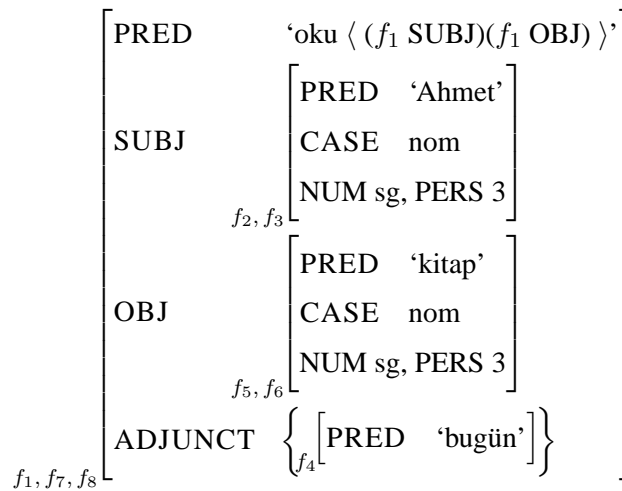 PRED ‘oku ⟨ (f₁ SUBJ)(f₁ OBJ) ⟩’
PRED ‘Ahmet’
SUBJ CASE nom
NUM sg, PERS 3
f₂, f₃
PRED ‘kitap’
OBJ CASE nom
NUM sg, PERS 3
f₅, f₆
ADJUNCT { f₄ [PRED ‘bugün’] }
f₁, f₇, f₈